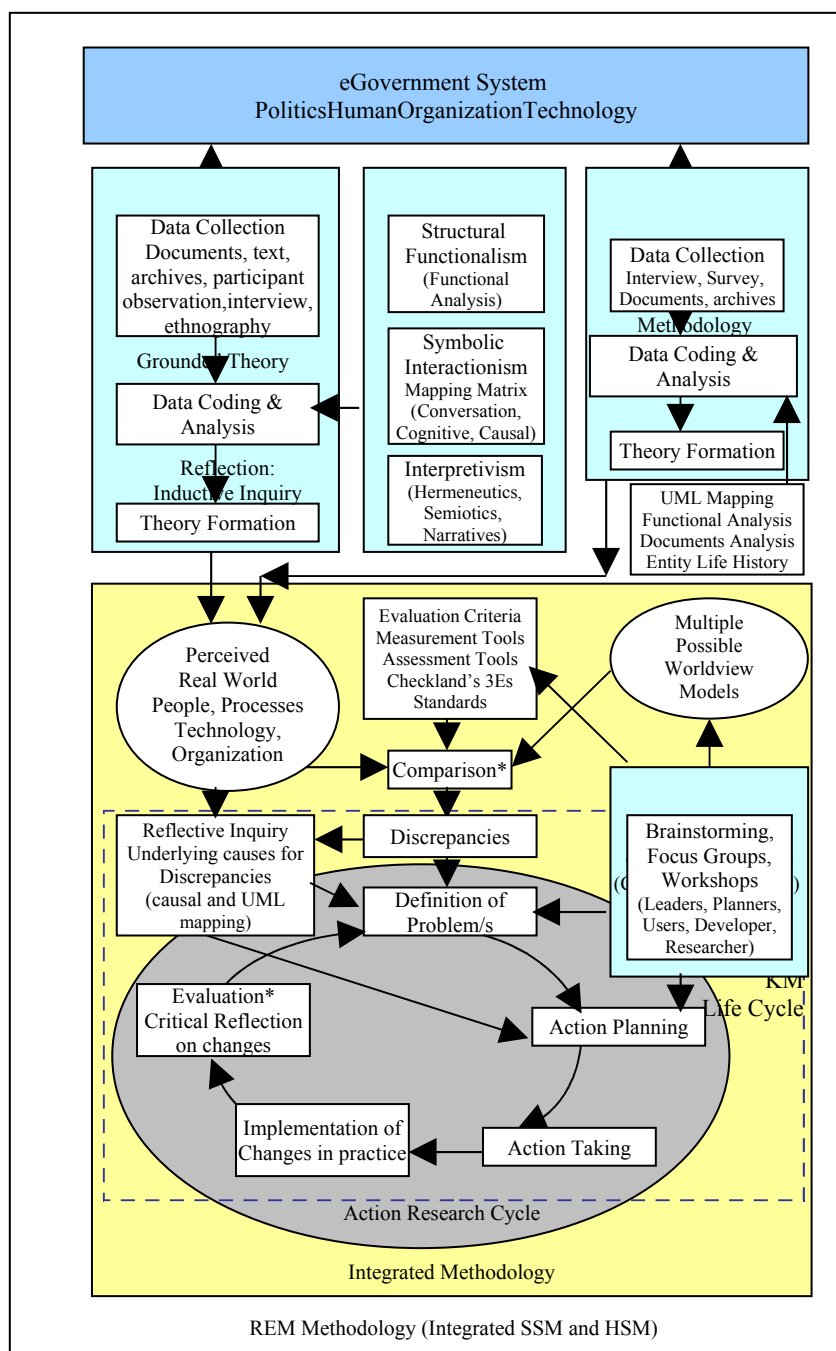 eGovernment System
PoliticsHumanOrganizationTechnology
Data Collection
Documents, text,
archives, participant
observation,interview,
ethnography
Grounded Theory
Data Coding &
Analysis
Reflection:
Inductive Inquiry
Theory Formation
Structural
Functionalism
(Functional
Analysis)
Symbolic
Interactionism
Mapping Matrix
(Conversation,
Cognitive, Causal)
Interpretivism
(Hermeneutics,
Semiotics,
Narratives)
Data Collection
Interview, Survey,
Documents, archives
Methodology
Data Coding &
Analysis
Theory Formation
UML Mapping
Functional Analysis
Documents Analysis
Entity Life History
Perceived
Real World
People, Processes
Technology,
Organization
Evaluation Criteria
Measurement Tools
Assessment Tools
Checkland's 3Es
Standards
Multiple
Possible
Worldview
Models
Comparison*
Reflective Inquiry
Underlying causes for
Discrepancies
(causal and UML
mapping)
Discrepancies
Definition of
Problem/s
Brainstorming,
Focus Groups,
Workshops
(Leaders, Planners,
Users, Developer,
Researcher)
KM
Life Cycle
Evaluation*
Critical Reflection
on changes
Action Planning
Implementation of
Changes in practice
Action Taking
Action Research Cycle
Integrated Methodology
REM Methodology (Integrated SSM and HSM)